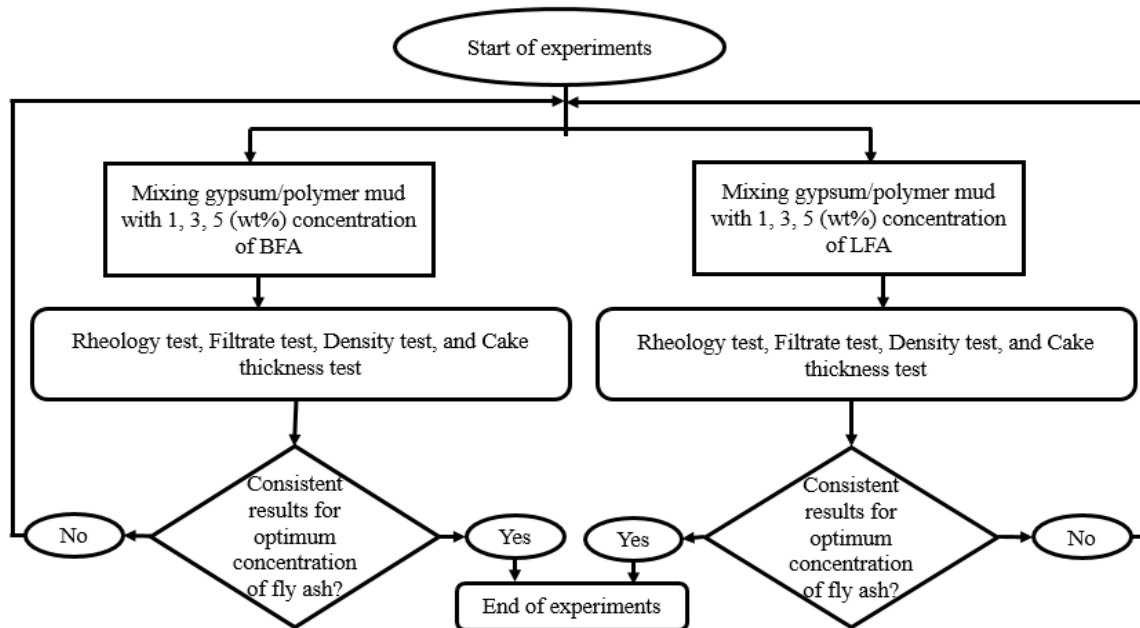 Start of experiments
Mixing gypsum/polymer mud
with 1, 3, 5 (wt%) concentration
of BFA
Mixing gypsum/polymer mud
with 1, 3, 5 (wt%) concentration
of LFA
Rheology test, Filtrate test, Density test, and Cake
thickness test
Rheology test, Filtrate test, Density test, and Cake
thickness test
Consistent
results for
optimum
concentration
of fly ash?
Consistent
results for
optimum
concentration
of fly ash?
No
Yes
Yes
No
End of experiments